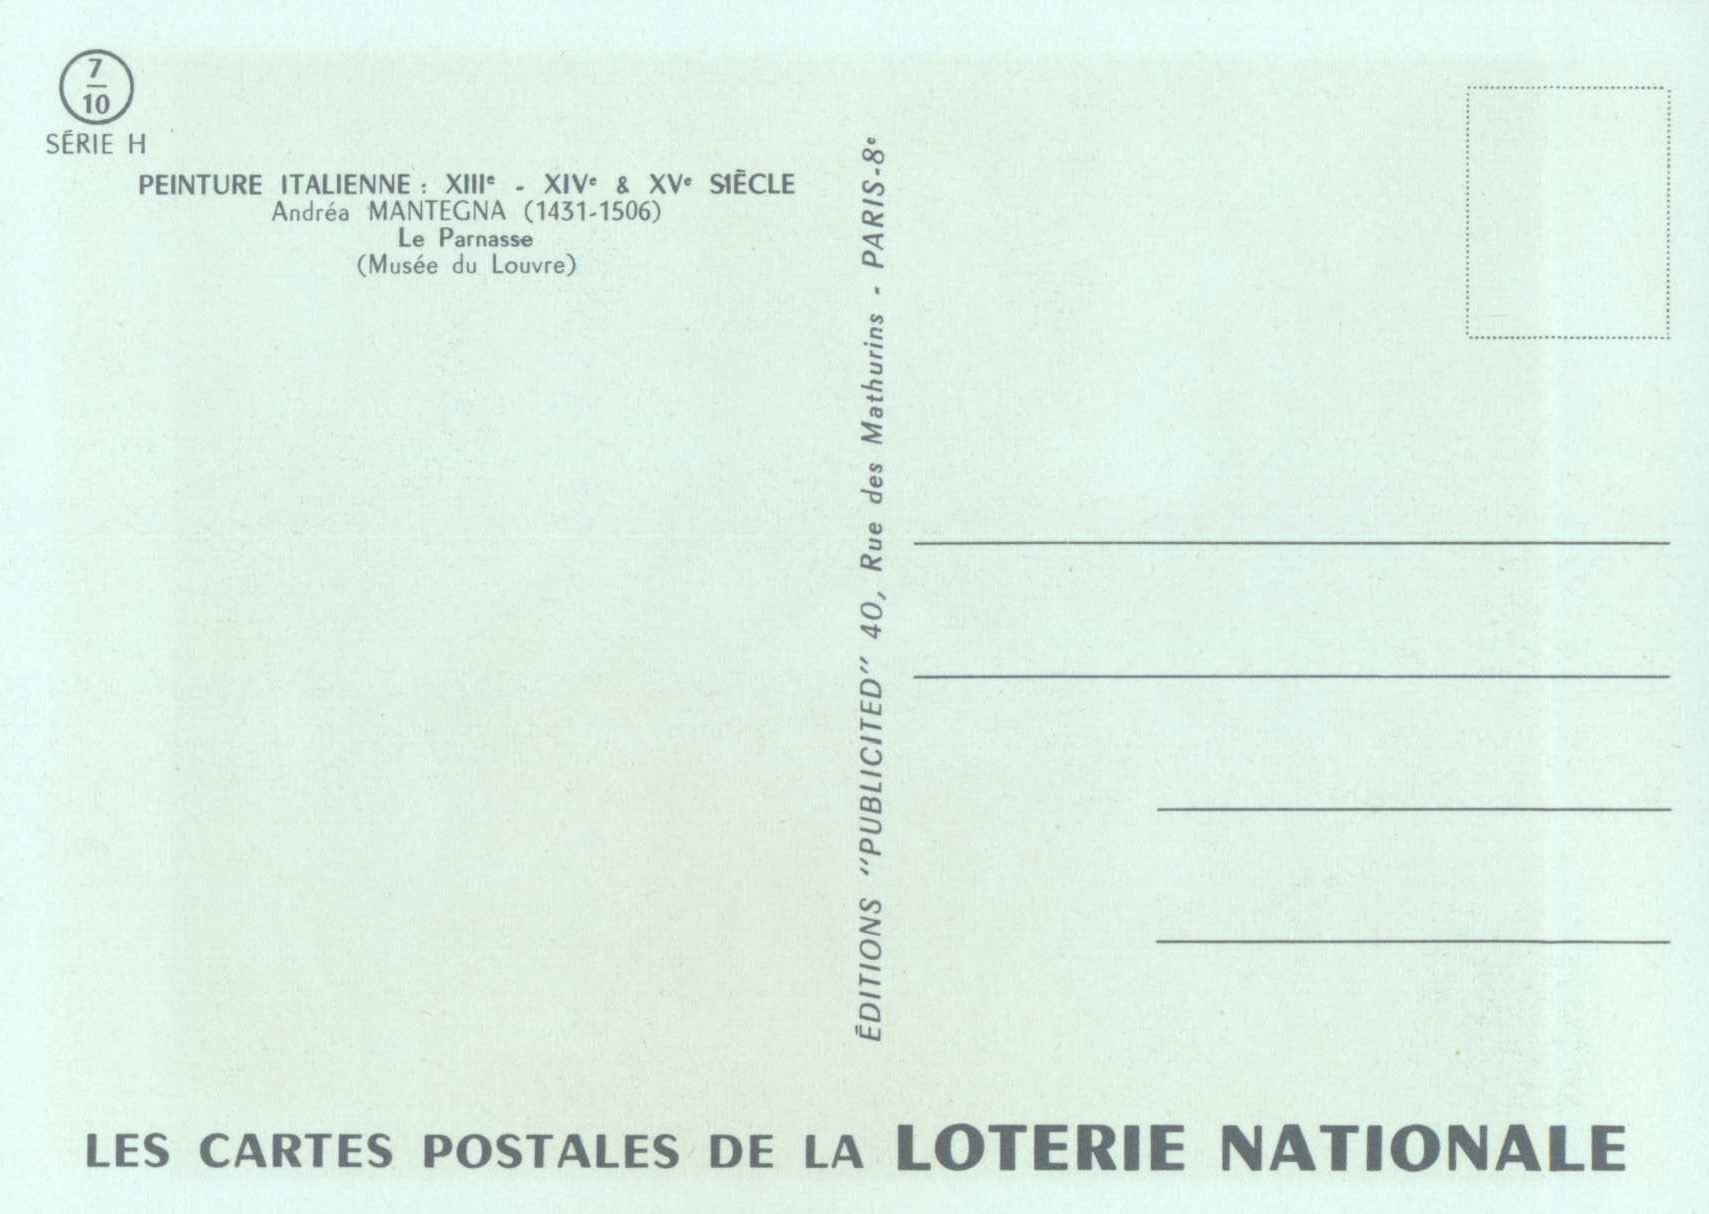 7
10
SÉRIE H
PEINTURE ITALIENNE : XIIIᵉ - XIVᵉ & XVᵉ SIÈCLE
Andréa MANTEGNA (1431-1506)
Le Parnasse
(Musée du Louvre)
ÉDITIONS "PUBLICITED" 40, Rue des Mathurins - PARIS-8ᵉ
LES CARTES POSTALES DE LA LOTERIE NATIONALE